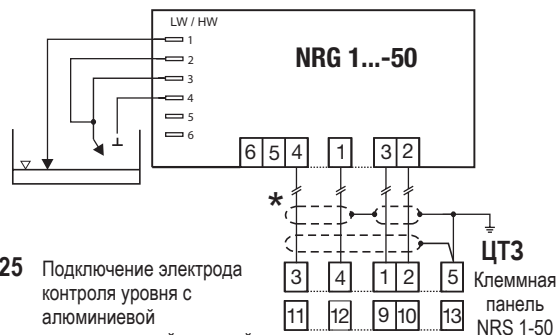 LW / HW
1
2
3
4
5
6
NRG 1...-50
6 5 4 1 3 2
*
ЦТЗ
3 4 1 2 5
Клеммная
панель
NRS 1-50
11 12 9 10 13
25 Подключение электрода
контроля уровня с
алюминиевой